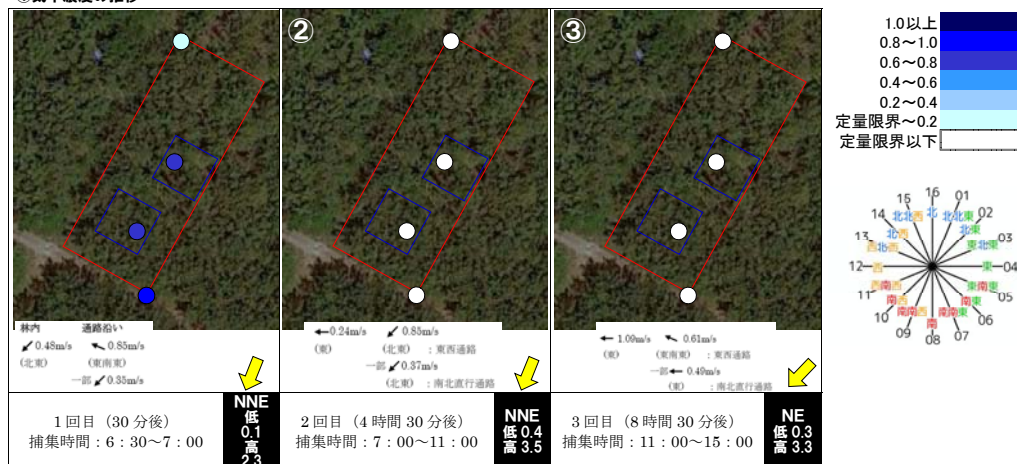 ②
③
林内 通路沿い
0.48m/s 0.85m/s
(北東) (東南東)
一部 0.35m/s
0.24m/s 0.85m/s
(東) (北東) ：東西通路
一部 0.37m/s
(北東) ：南北直行通路
1.09m/s 0.61m/s
(東) (東南東) ：東西通路
一部 0.49m/s
(東) ：南北直行通路
1回目（30分後）
捕集時間：6：30～7：00
NNE
低
0.1
高
2.3
2回目（4時間30分後）
捕集時間：7：00～11：00
NNE
低 0.4
高 3.5
3回目（8時間30分後）
捕集時間：11：00～15：00
NE
低 0.3
高 3.3
1.0以上
0.8～1.0
0.6～0.8
0.4～0.6
0.2～0.4
定量限界～0.2
定量限界以下
16 北
01 北北東
02 北東
03 東北東
04 東
05 東南東
06 南東
07 南南東
08 南
09 南南西
10 南西
11 西南西
12 西
13 西北西
14 北西
15 北北西